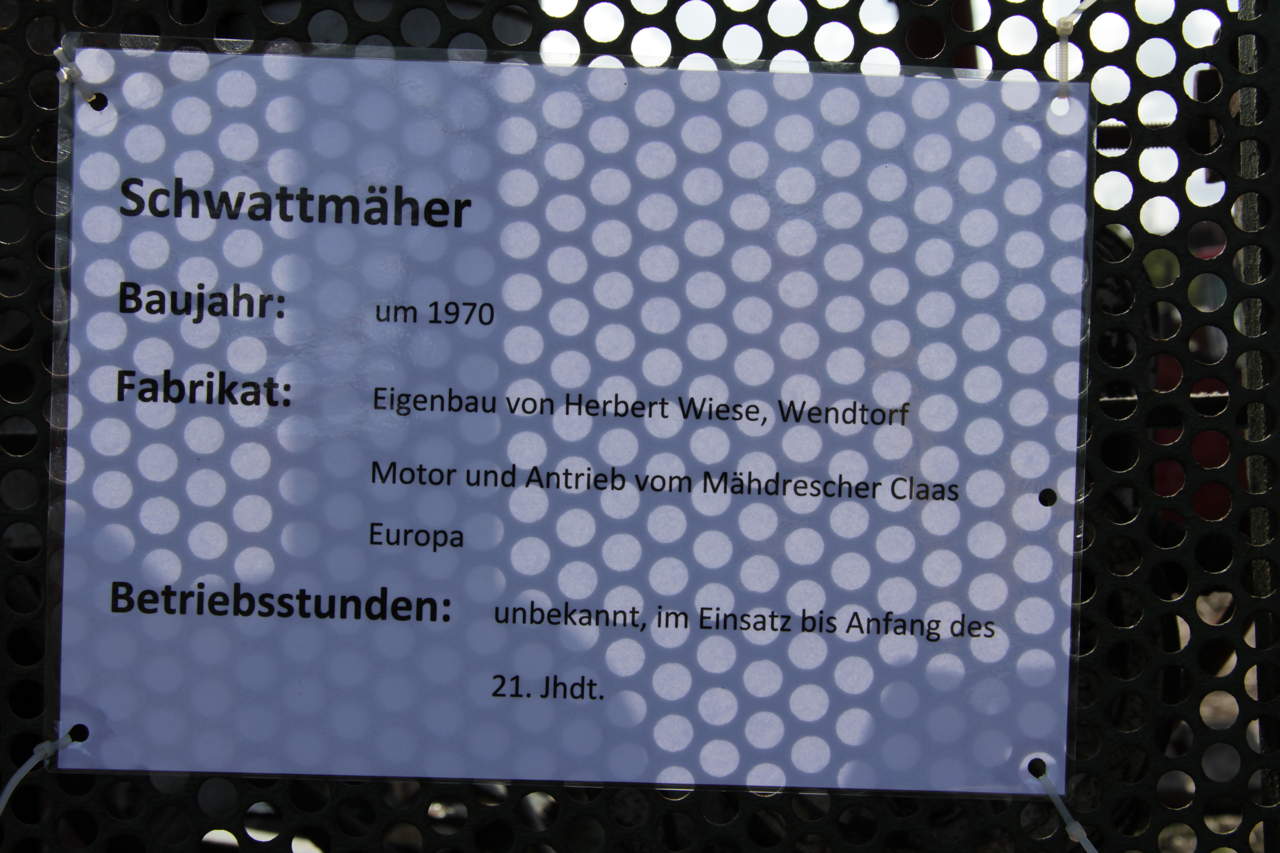 Schwattmäher
Baujahr: um 1970
Fabrikat: Eigenbau von Herbert Wiese, Wendtorf
Motor und Antrieb vom Mähdrescher Claas
Europa
Betriebsstunden: unbekannt, im Einsatz bis Anfang des
21. Jhdt.